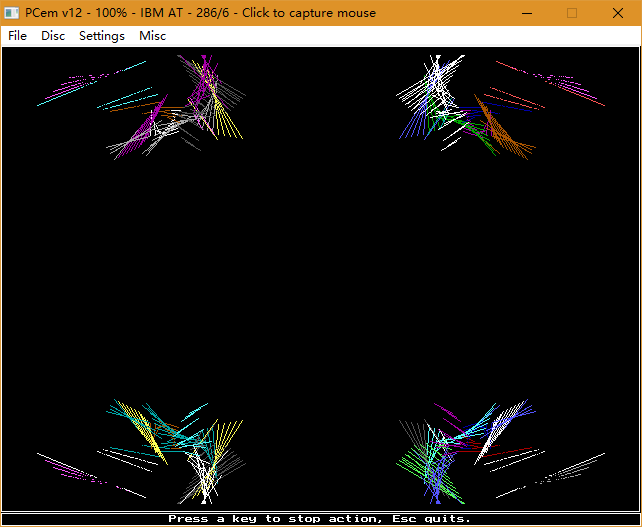 PCem v12 - 100% - IBM AT - 286/6 - Click to capture mouse
File Disc Settings Misc
Press a key to stop action, Esc quits.